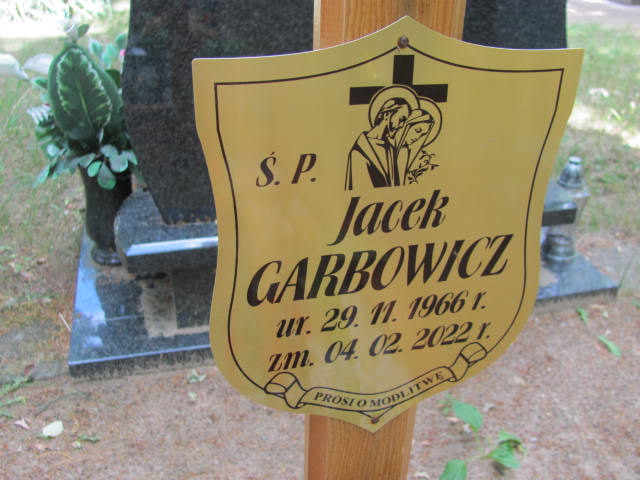 Ś. P.
Jacek
GARBOWICZ
ur. 29. 11. 1966 r.
zm. 04. 02. 2022 r.
PROSI O MODLITWĘ